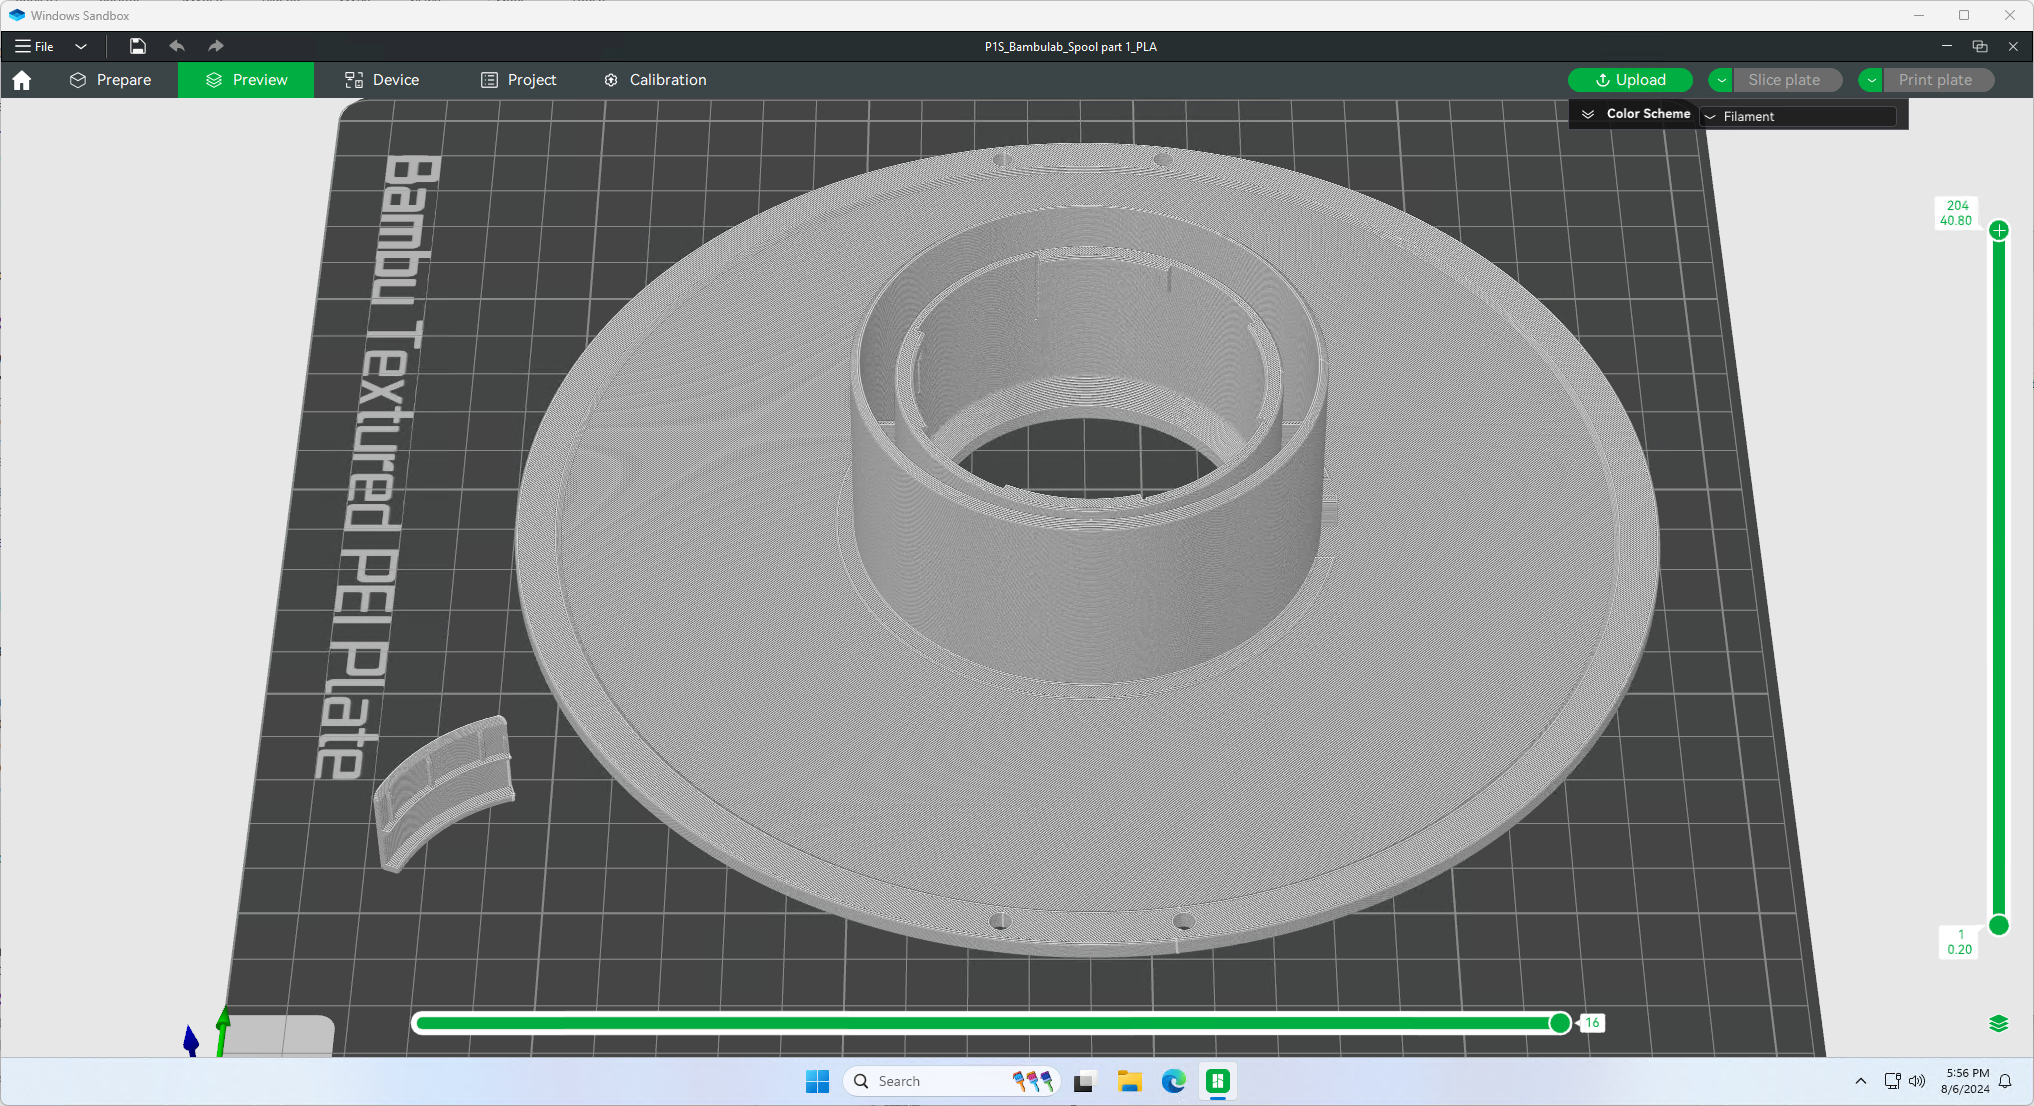 Windows Sandbox
File
P1S_Bambulab_Spool part 1_PLA
Prepare
Preview
Device
Project
Calibration
Upload
Slice plate
Print plate
Color Scheme
Filament
Bambu Textured PEI Plate
204
40.80
1
0.20
16
Search
5:56 PM
8/6/2024